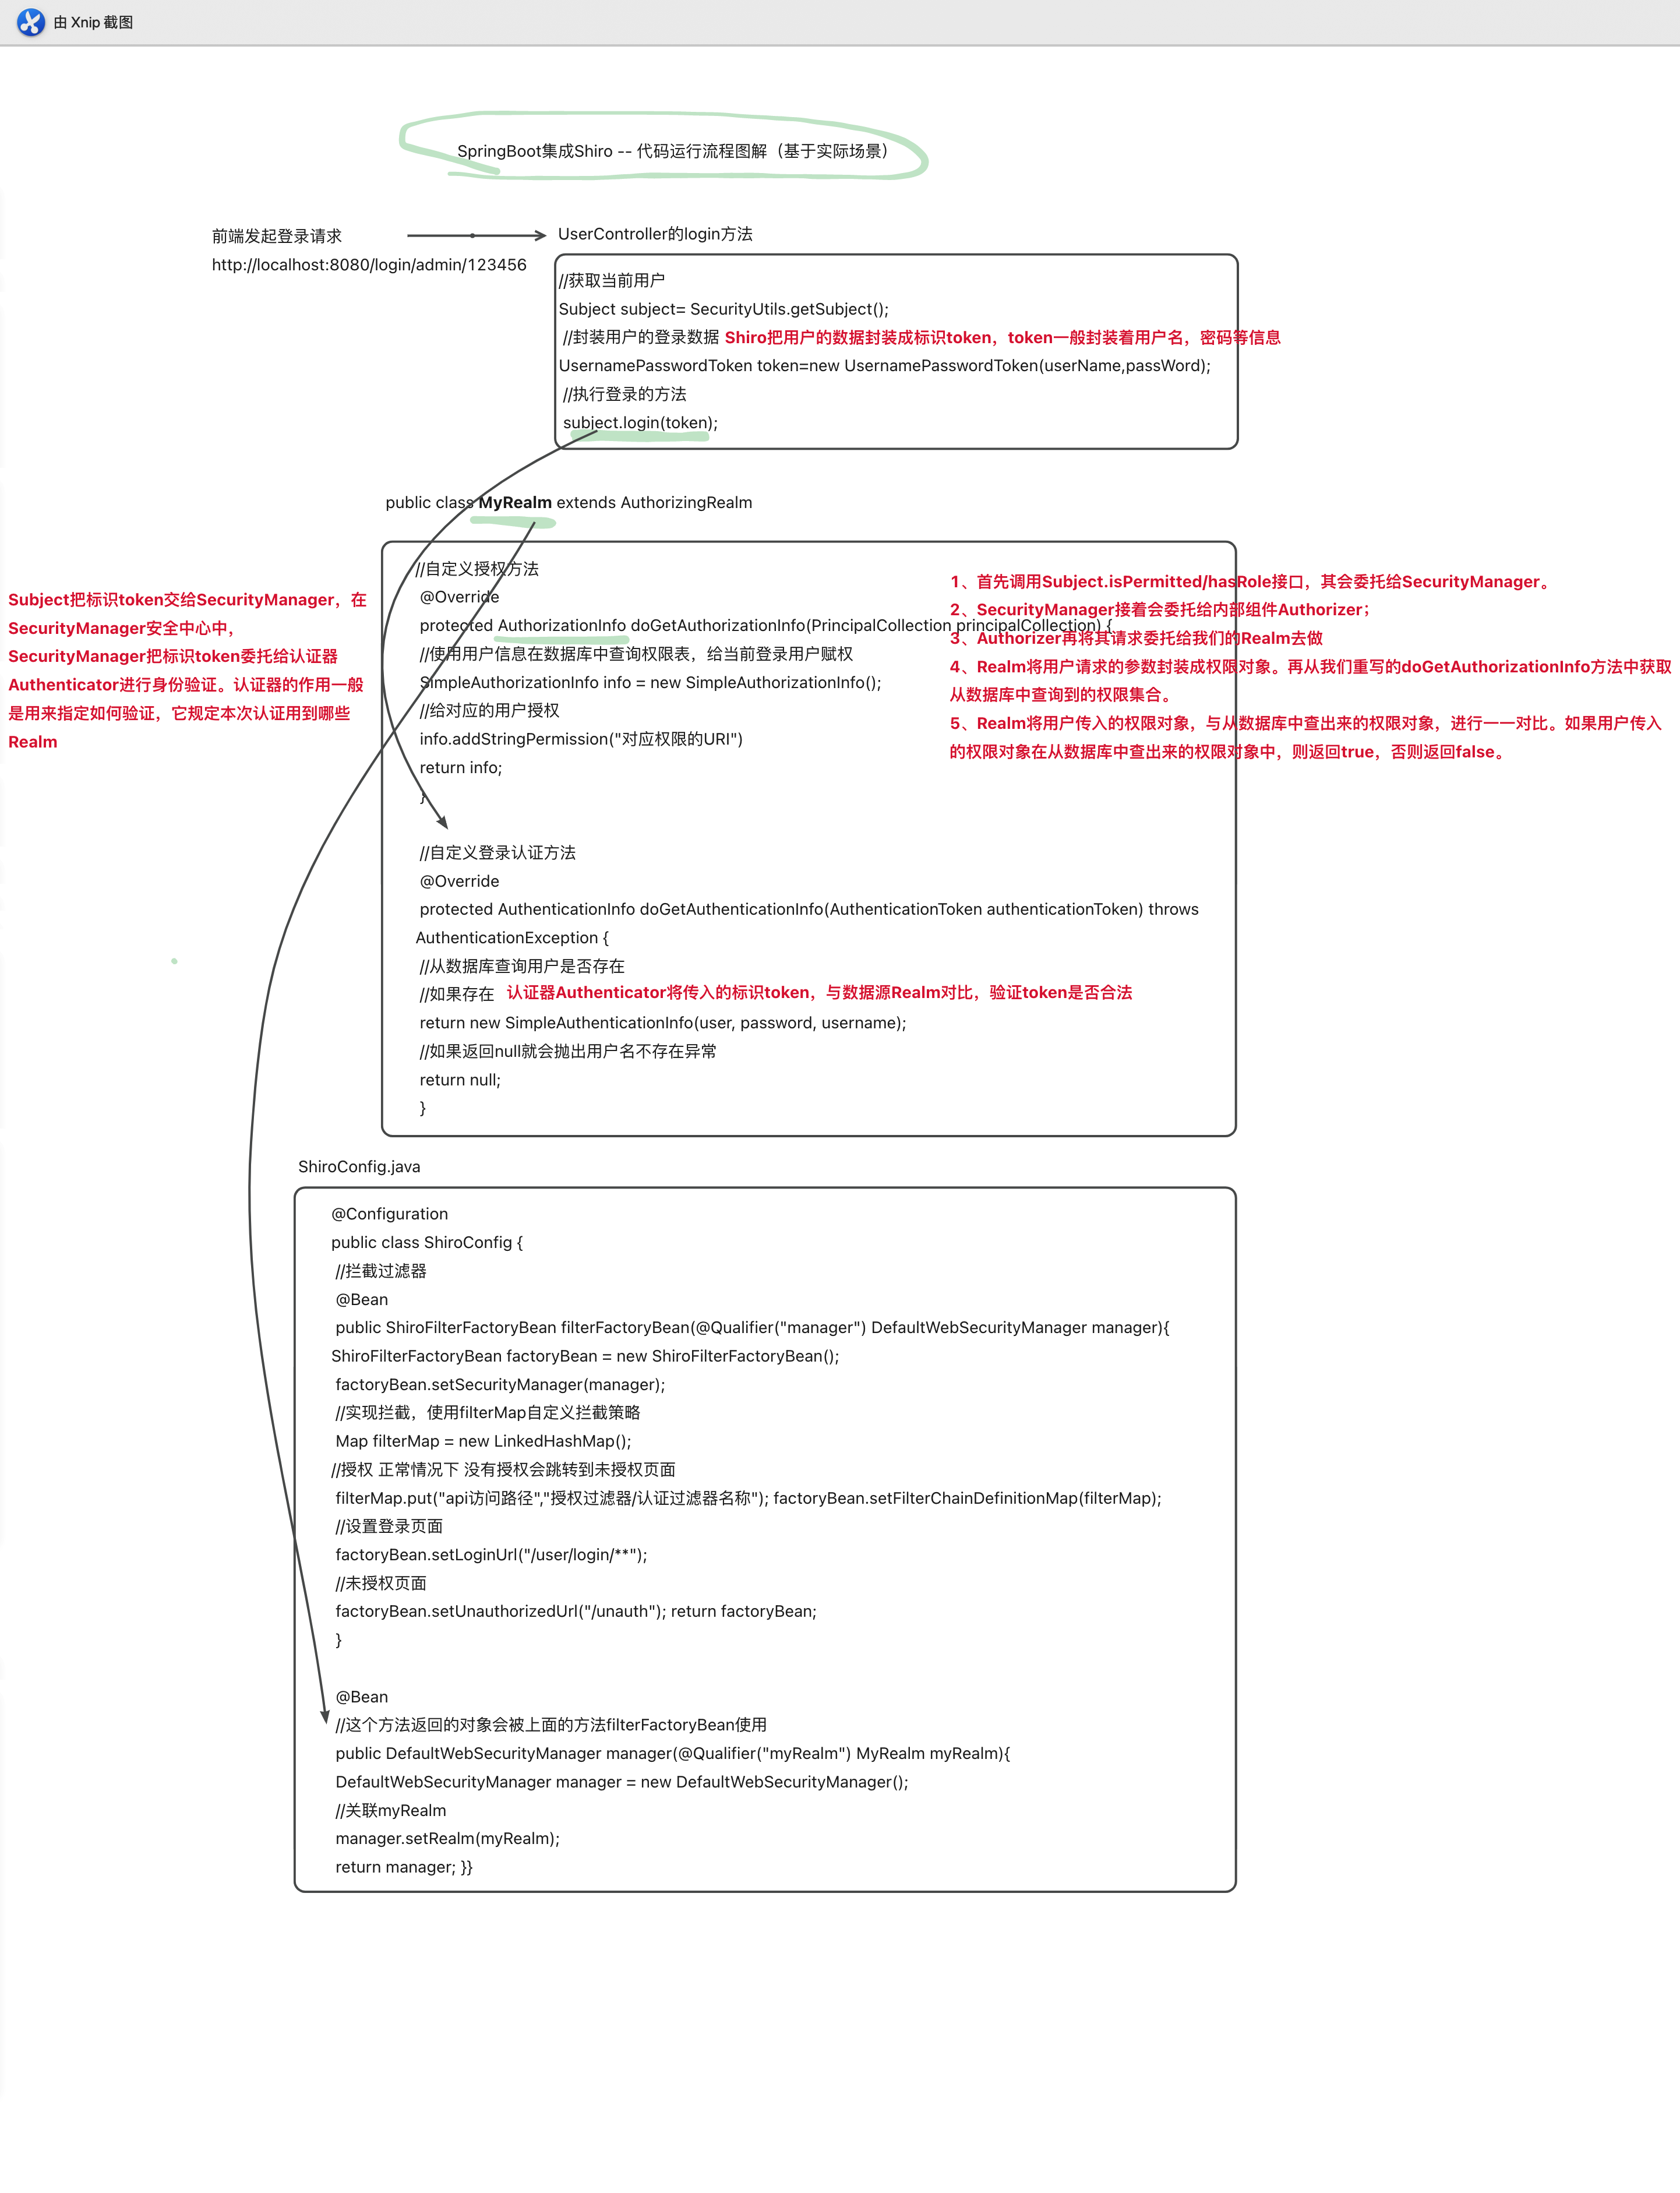 由 Xnip 截图
SpringBoot集成Shiro -- 代码运行流程图解（基于实际场景）
前端发起登录请求
http://localhost:8080/login/admin/123456
UserController的login方法
//获取当前用户
Subject subject= SecurityUtils.getSubject();
//封装用户的登录数据 Shiro把用户的数据封装成标识token，token一般封装着用户名，密码等信息
UsernamePasswordToken token=new UsernamePasswordToken(userName,passWord);
//执行登录的方法
subject.login(token);
public class MyRealm extends AuthorizingRealm
Subject把标识token交给SecurityManager，在
SecurityManager安全中心中，
SecurityManager把标识token委托给认证器
Authenticator进行身份验证。认证器的作用一般
是用来指定如何验证，它规定本次认证用到哪些
Realm
//自定义授权方法
@Override
protected AuthorizationInfo doGetAuthorizationInfo(PrincipalCollection principalCollection) {
//使用用户信息在数据库中查询权限表，给当前登录用户赋权
SimpleAuthorizationInfo info = new SimpleAuthorizationInfo();
//给对应的用户授权
info.addStringPermission("对应权限的URI")
return info;
}
1、首先调用Subject.isPermitted/hasRole接口，其会委托给SecurityManager。
2、SecurityManager接着会委托给内部组件Authorizer；
3、Authorizer再将其请求委托给我们的Realm去做
4、Realm将用户请求的参数封装成权限对象。再从我们重写的doGetAuthorizationInfo方法中获取
从数据库中查询到的权限集合。
5、Realm将用户传入的权限对象，与从数据库中查出来的权限对象，进行一一对比。如果用户传入
的权限对象在从数据库中查出来的权限对象中，则返回true，否则返回false。
//自定义登录认证方法
@Override
protected AuthenticationInfo doGetAuthenticationInfo(AuthenticationToken authenticationToken) throws
AuthenticationException {
//从数据库查询用户是否存在
//如果存在 认证器Authenticator将传入的标识token，与数据源Realm对比，验证token是否合法
return new SimpleAuthenticationInfo(user, password, username);
//如果返回null就会抛出用户名不存在异常
return null;
}
ShiroConfig.java
@Configuration
public class ShiroConfig {
//拦截过滤器
@Bean
public ShiroFilterFactoryBean filterFactoryBean(@Qualifier("manager") DefaultWebSecurityManager manager){
ShiroFilterFactoryBean factoryBean = new ShiroFilterFactoryBean();
factoryBean.setSecurityManager(manager);
//实现拦截，使用filterMap自定义拦截策略
Map filterMap = new LinkedHashMap();
//授权 正常情况下 没有授权会跳转到未授权页面
filterMap.put("api访问路径","授权过滤器/认证过滤器名称"); factoryBean.setFilterChainDefinitionMap(filterMap);
//设置登录页面
factoryBean.setLoginUrl("/user/login/**");
//未授权页面
factoryBean.setUnauthorizedUrl("/unauth"); return factoryBean;
}
@Bean
//这个方法返回的对象会被上面的方法filterFactoryBean使用
public DefaultWebSecurityManager manager(@Qualifier("myRealm") MyRealm myRealm){
DefaultWebSecurityManager manager = new DefaultWebSecurityManager();
//关联myRealm
manager.setRealm(myRealm);
return manager; }}